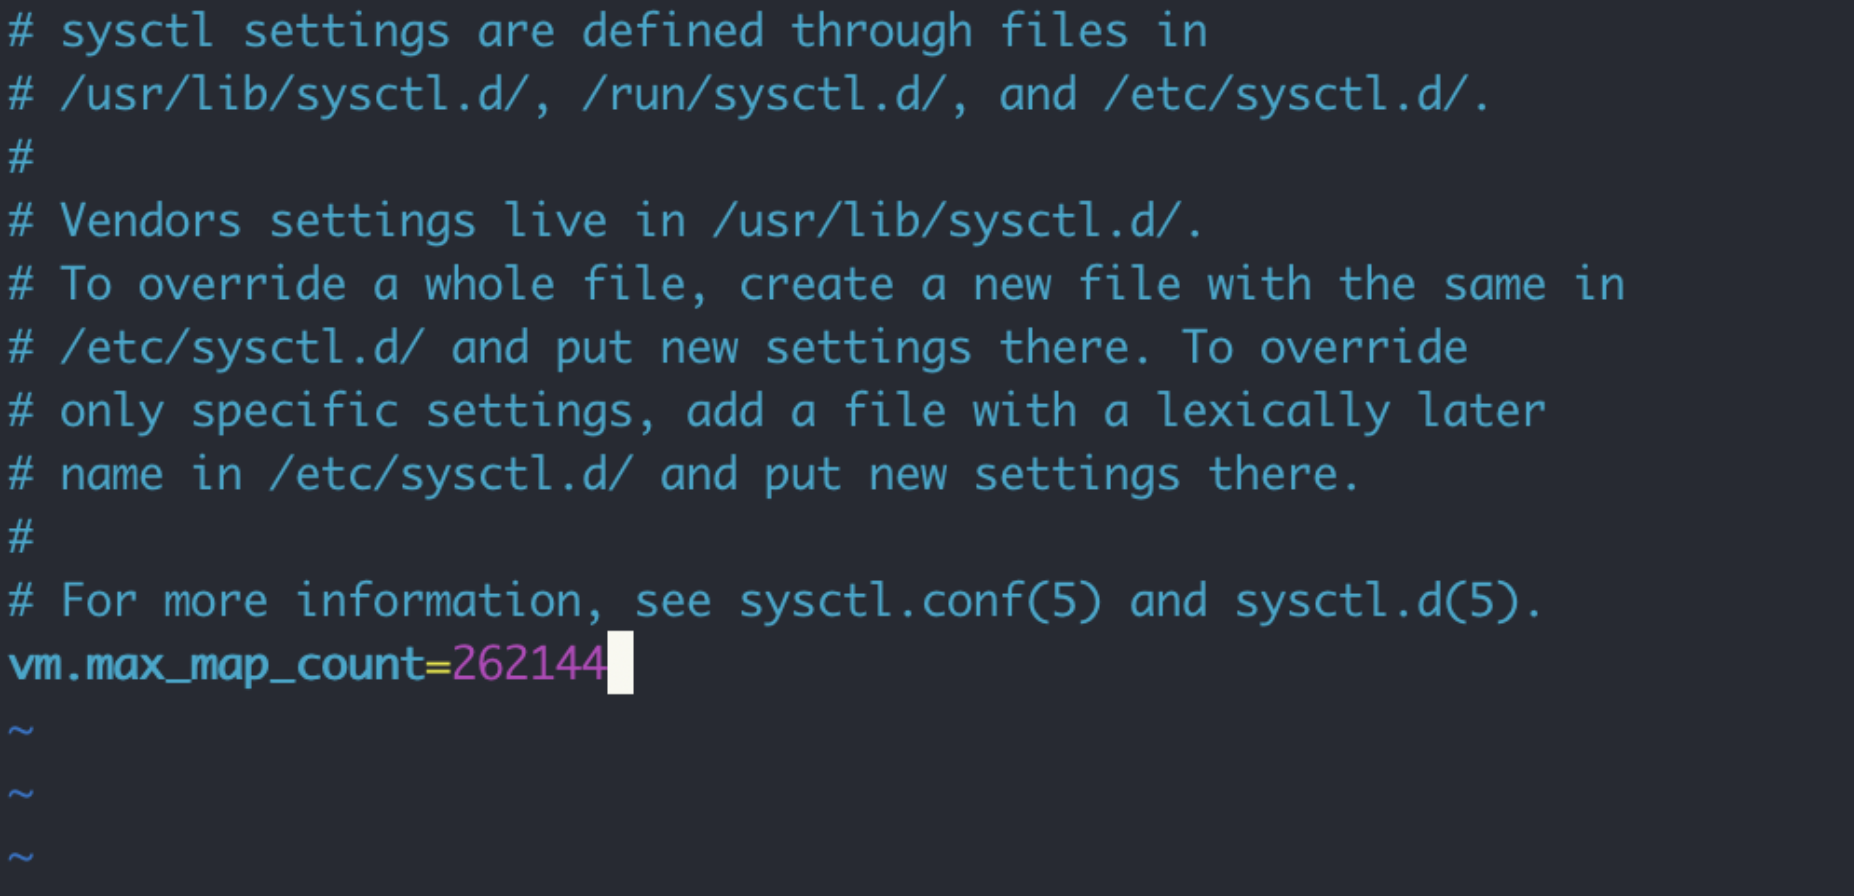 # sysctl settings are defined through files in
# /usr/lib/sysctl.d/, /run/sysctl.d/, and /etc/sysctl.d/.
#
# Vendors settings live in /usr/lib/sysctl.d/.
# To override a whole file, create a new file with the same in
# /etc/sysctl.d/ and put new settings there. To override
# only specific settings, add a file with a lexically later
# name in /etc/sysctl.d/ and put new settings there.
#
# For more information, see sysctl.conf(5) and sysctl.d(5).
vm.max_map_count=262144
~
~
~